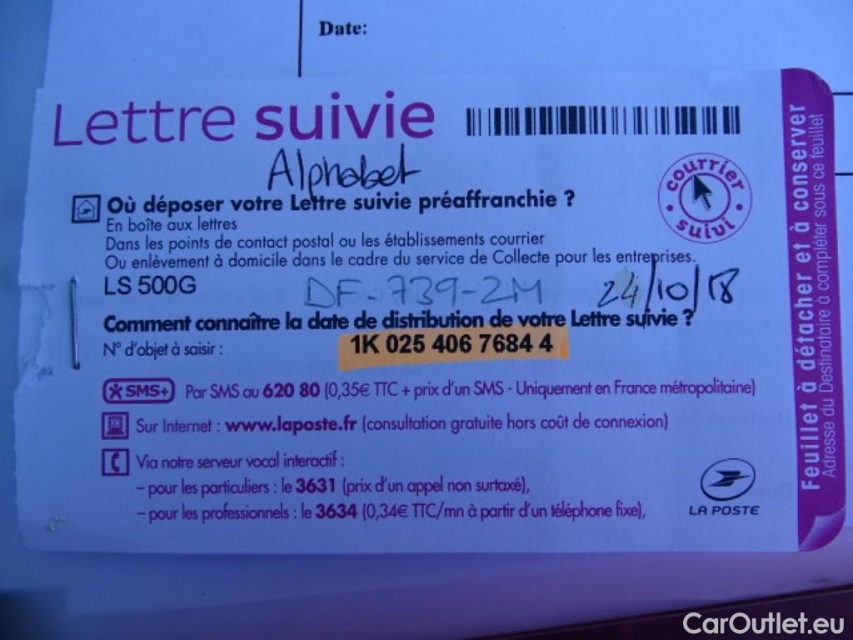 Date:
Lettre suivie
Alphabet
courrier suivi
Où déposer votre Lettre suivie préaffranchie ?
En boîte aux lettres
Dans les points de contact postal ou les établissements courrier
Ou enlèvement à domicile dans le cadre du service de Collecte pour les entreprises.
LS 500G DF-739-2M 24/10/18
Comment connaître la date de distribution de votre Lettre suivie ?
N° d'objet à saisir : 1K 025 406 7684 4
SMS+ Par SMS au 620 80 (0,35€ TTC + prix d'un SMS - Uniquement en France métropolitaine)
Sur Internet : www.laposte.fr (consultation gratuite hors coût de connexion)
Via notre serveur vocal interactif :
– pour les particuliers : le 3631 (prix d'un appel non surtaxé),
– pour les professionnels : le 3634 (0,34€ TTC/mn à partir d'un téléphone fixe),
LA POSTE
Feuillet à détacher et à conserver
Adresse du Destinataire à compléter sous ce feuillet
CarOutlet.eu